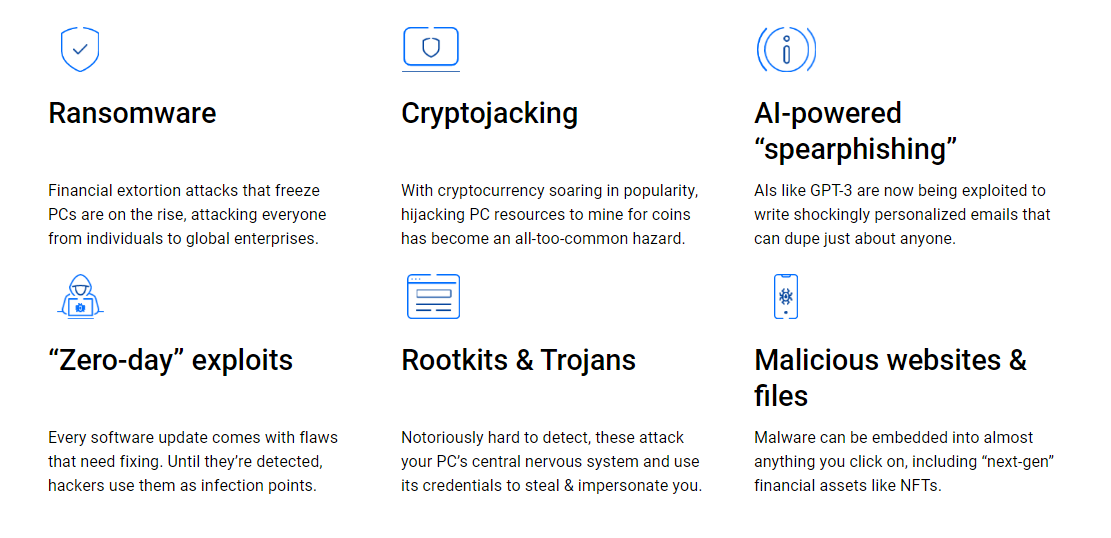 Ransomware
Financial extortion attacks that freeze
PCs are on the rise, attacking everyone
from individuals to global enterprises.
Cryptojacking
With cryptocurrency soaring in popularity,
hijacking PC resources to mine for coins
has become an all-too-common hazard.
AI-powered
“spearphishing”
AIs like GPT-3 are now being exploited to
write shockingly personalized emails that
can dupe just about anyone.
“Zero-day” exploits
Every software update comes with flaws
that need fixing. Until they’re detected,
hackers use them as infection points.
Rootkits & Trojans
Notoriously hard to detect, these attack
your PC’s central nervous system and use
its credentials to steal & impersonate you.
Malicious websites &
files
Malware can be embedded into almost
anything you click on, including “next-gen”
financial assets like NFTs.